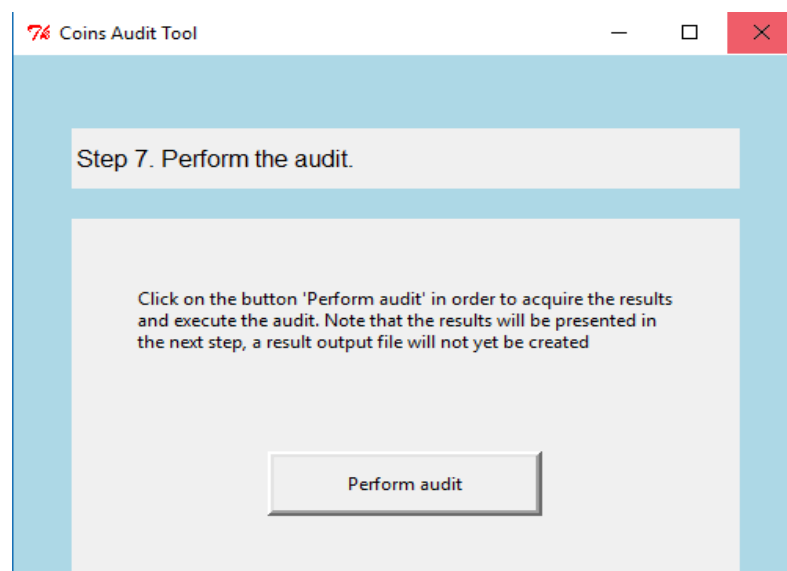 Coins Audit Tool
Step 7. Perform the audit.
Click on the button 'Perform audit' in order to acquire the results
and execute the audit. Note that the results will be presented in
the next step, a result output file will not yet be created
Perform audit